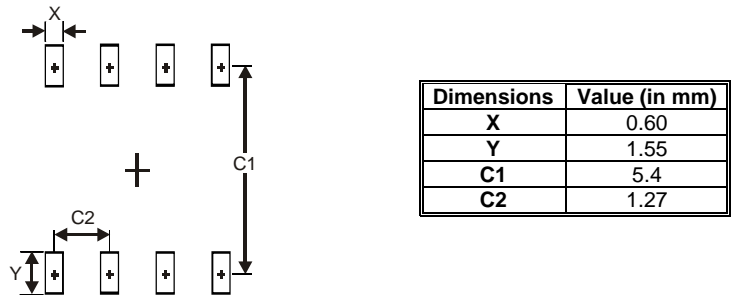 X
C1
C2
Y
Dimensions Value (in mm)
X 0.60
Y 1.55
C1 5.4
C2 1.27